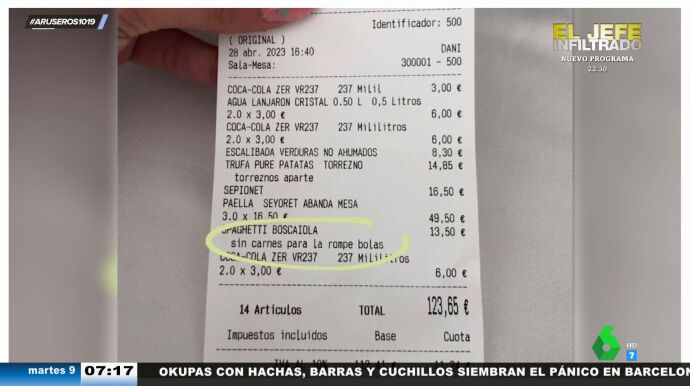 #ARUSEROS1019
EL JEFE
INFILTRADO
NUEVO PROGRAMA
22:30
Identificador: 500
( ORIGINAL )
28 abr. 2023 16:40
DANI
Sala-Mesa:
300001 - 500
COCA-COLA ZER VR237 237 Milil 3,00 €
AGUA LANJARON CRISTAL 0.50 L 0,5 Litros
2.0 x 3,00 € 6,00 €
COCA-COLA ZER VR237 237 Mililitros
2.0 x 3,00 € 6,00 €
ESCALIBADA VERDURAS NO AHUMADOS 8,30 €
TRUFA PURE PATATAS TORREZNO 14,85 €
torreznos aparte
SEPIONET 16,50 €
PAELLA SEYORET ABANDA MESA
3.0 x 16,50 € 49,50 €
SPAGHETTI BOSCAIOLA 13,50 €
sin carnes para la rompe bolas
COCA-COLA ZER VR237 237 Mililitros
2.0 x 3,00 € 6,00 €
14 Articulos TOTAL 123,65 €
Impuestos incluidos Base Cuota
HD
7
martes 9 07:17 OKUPAS CON HACHAS, BARRAS Y CUCHILLOS SIEMBRAN EL PÁNICO EN BARCELON